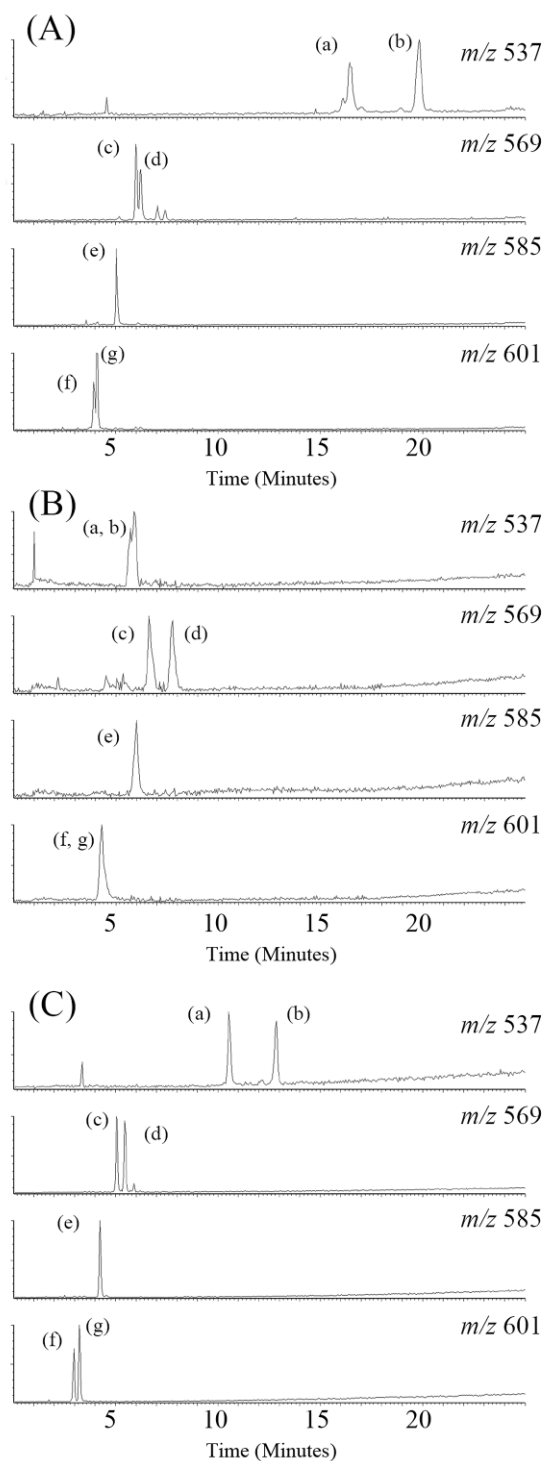 (A)
(a)
(b)
m/z 537
(c)
(d)
m/z 569
(e)
m/z 585
(f)
(g)
m/z 601
5 10 15 20
Time (Minutes)
(B)
(a, b)
m/z 537
(c)
(d)
m/z 569
(e)
m/z 585
(f, g)
m/z 601
5 10 15 20
Time (Minutes)
(C)
(a)
(b)
m/z 537
(c)
(d)
m/z 569
(e)
m/z 585
(f)
(g)
m/z 601
5 10 15 20
Time (Minutes)